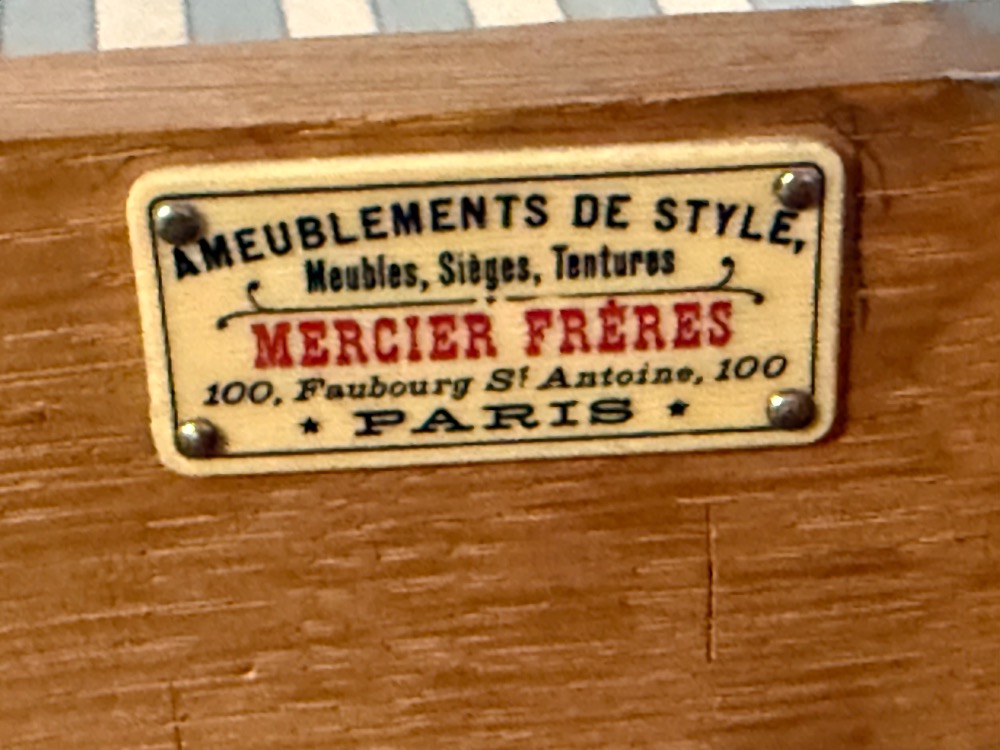 AMEUBLEMENTS DE STYLE,
Meubles, Sièges, Tentures
MERCIER FRÈRES
100, Faubourg St Antoine, 100
★ PARIS ★